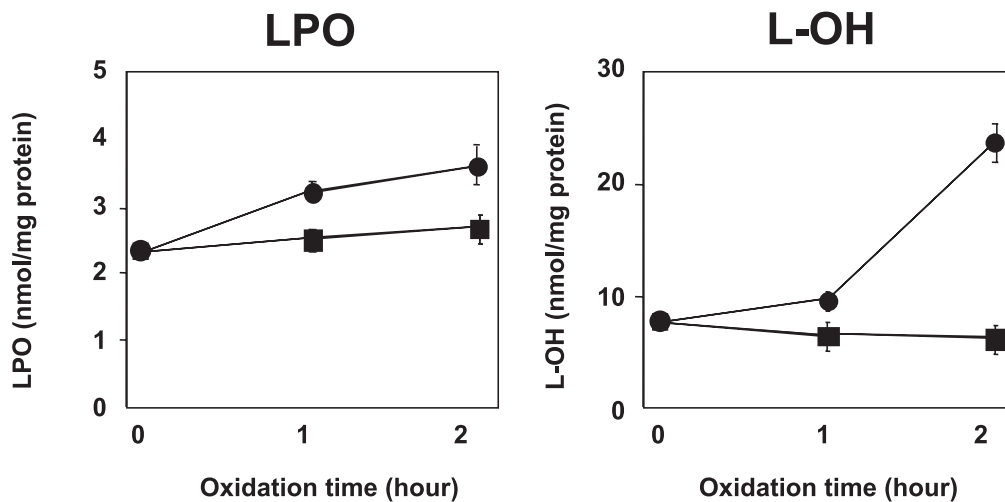 LPO
LPO (nmol/mg protein)
5
4
3
2
1
0
0 1 2
Oxidation time (hour)
L-OH
L-OH (nmol/mg protein)
30
20
10
0
0 1 2
Oxidation time (hour)